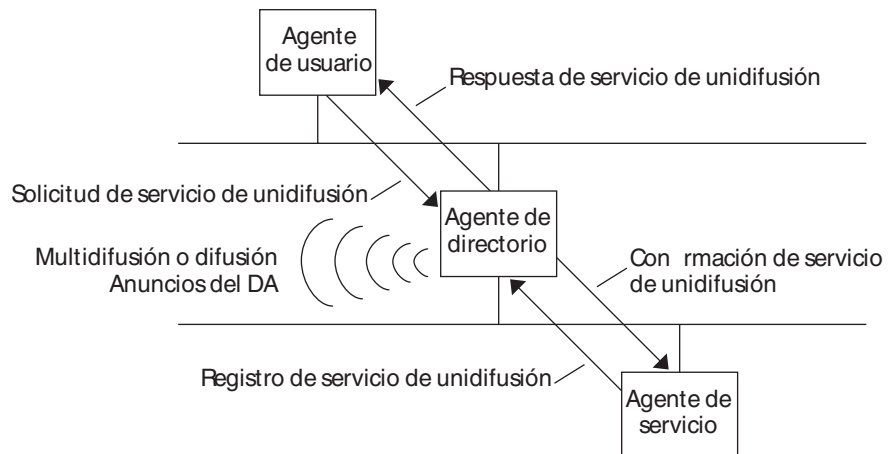 Agente
de usuario
Respuesta de servicio de unidifusión
Solicitud de servicio de unidifusión
Agente de
directorio
Multidifusión o difusión
Anuncios del DA
Con rmación de servicio
de unidifusión
Registro de servicio de unidifusión
Agente de
servicio